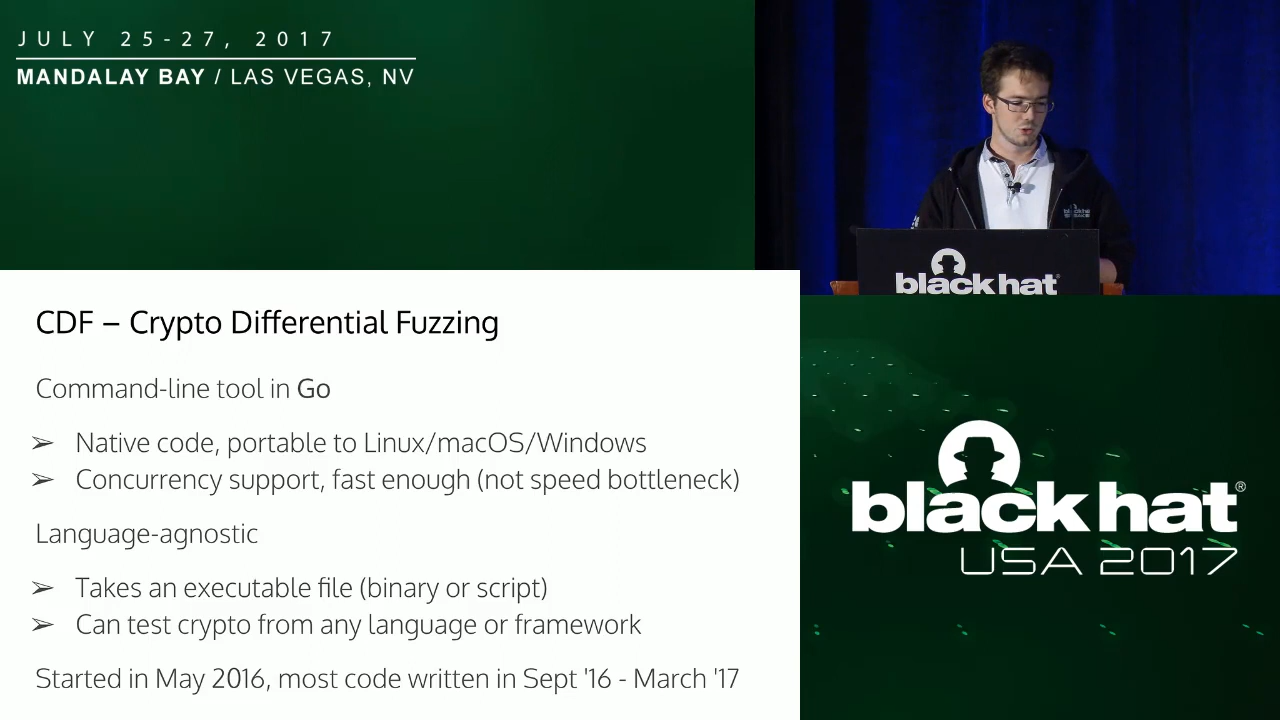 JULY 25-27, 2017
MANDALAY BAY / LAS VEGAS, NV
black hat
CDF – Crypto Differential Fuzzing
Command-line tool in Go
➢ Native code, portable to Linux/macOS/Windows
➢ Concurrency support, fast enough (not speed bottleneck)
Language-agnostic
➢ Takes an executable file (binary or script)
➢ Can test crypto from any language or framework
Started in May 2016, most code written in Sept '16 - March '17
black hat®
USA 2017